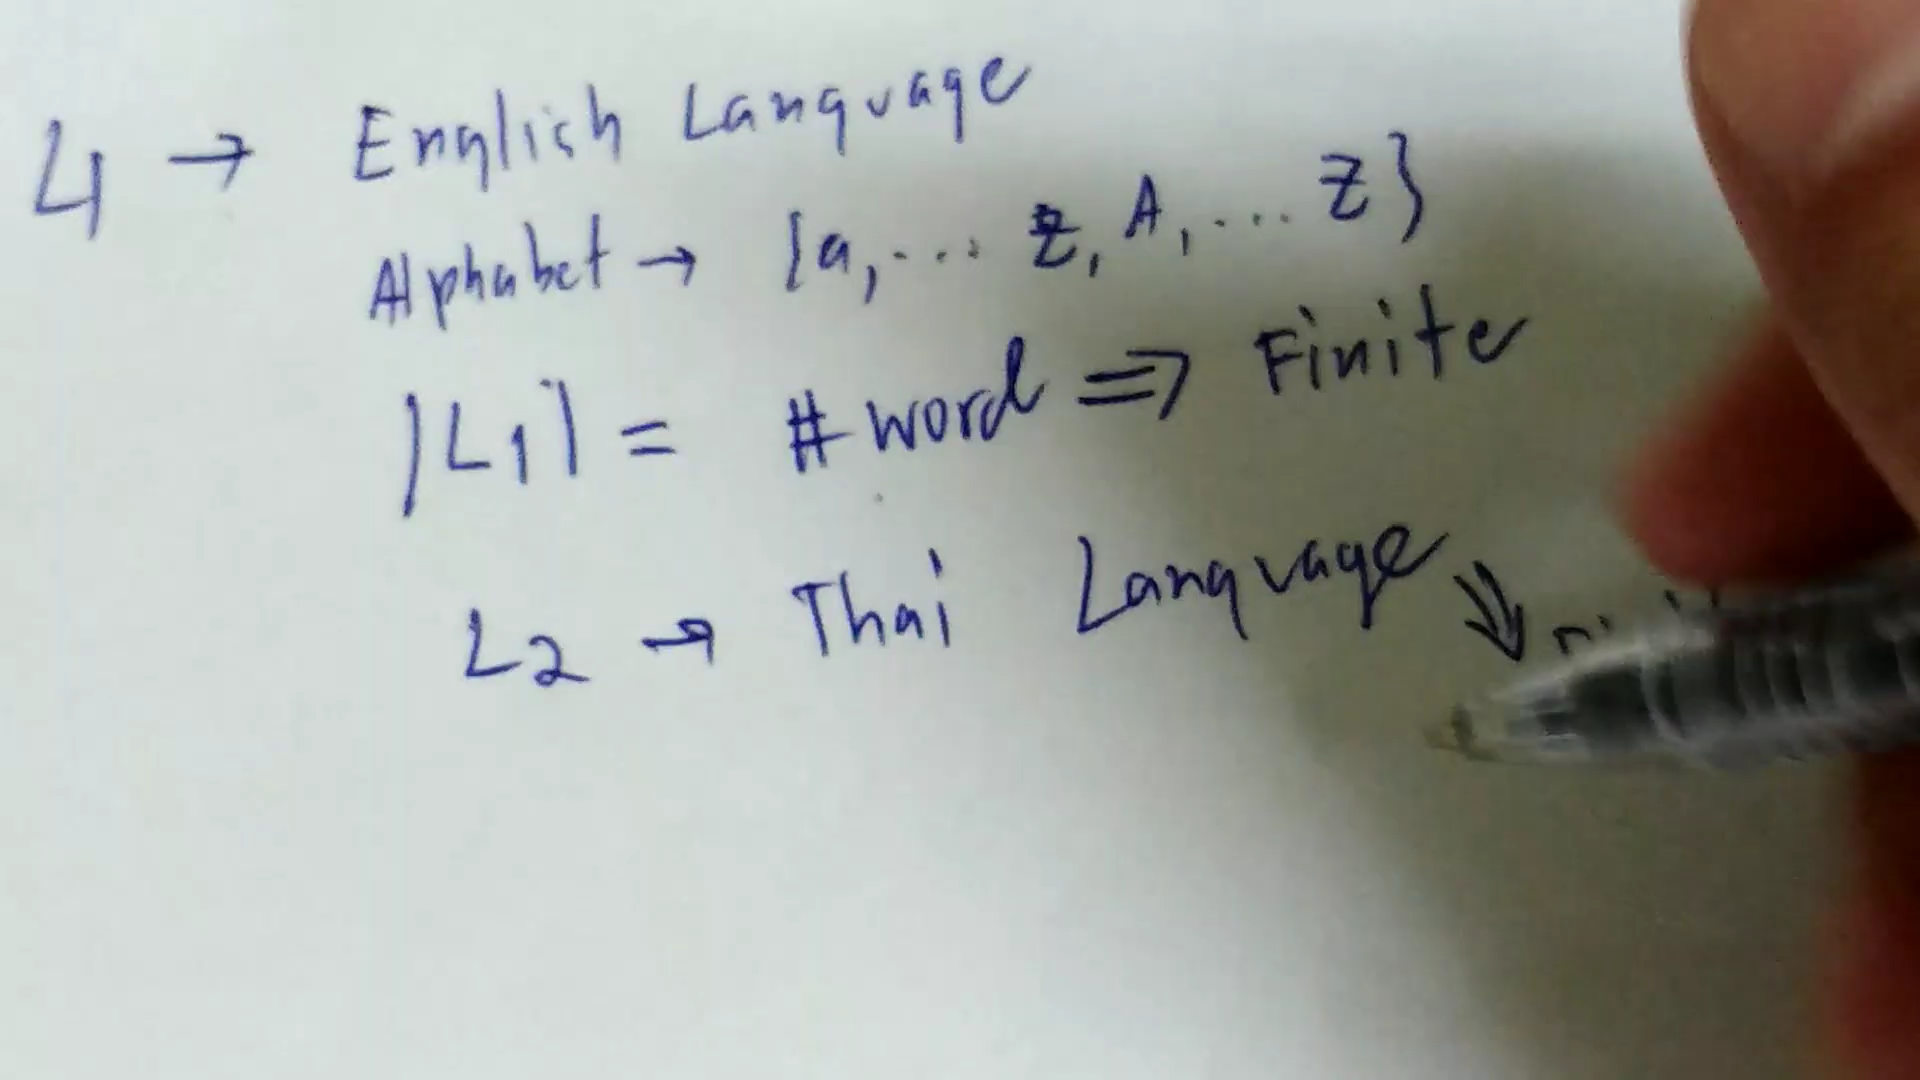 L1 → English Language
Alphabet → {a, ... z, A, ... Z}
|L1| = # word ⇒ Finite
L2 → Thai Language ⇓